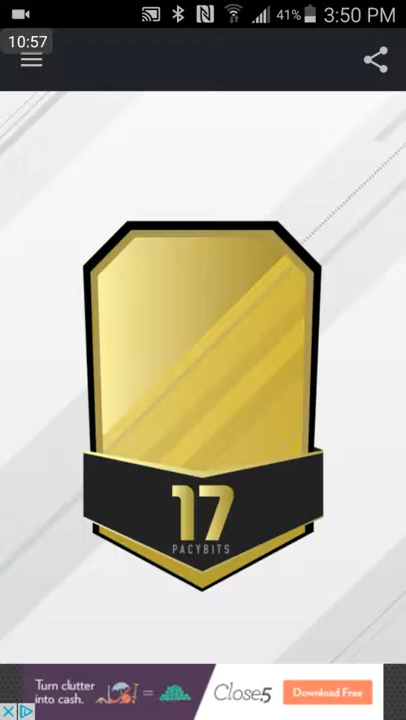 41% 3:50 PM
10:57
17
PACYBITS
Turn clutter
into cash.
=
Close5
Download Free